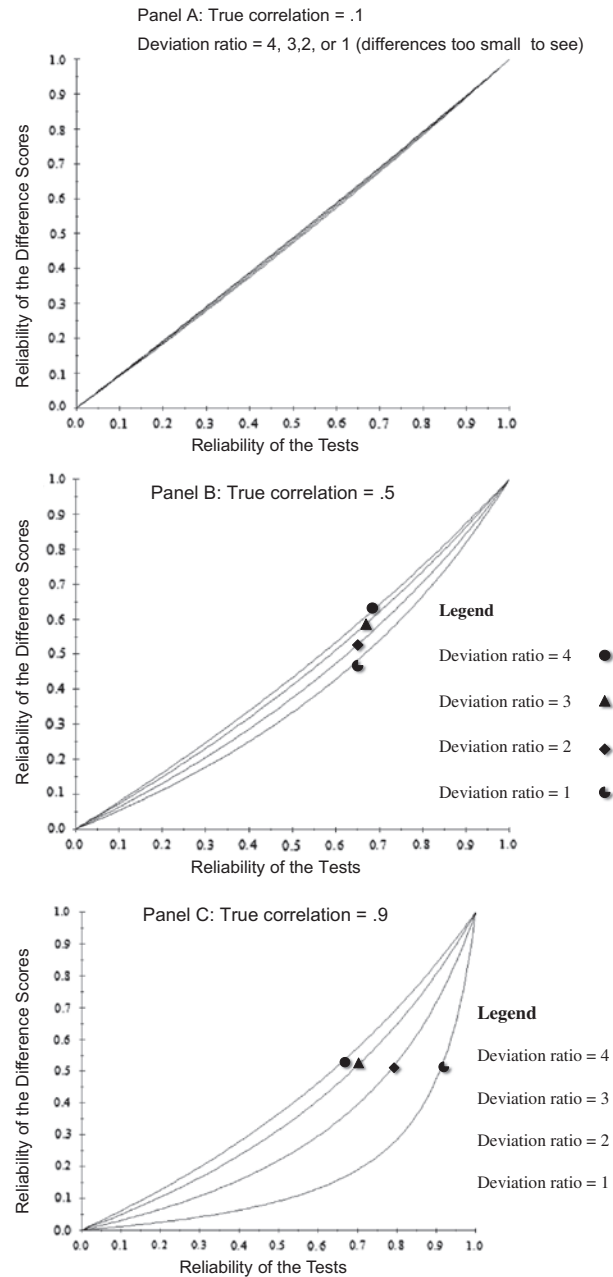 Panel A: True correlation = .1
Deviation ratio = 4, 3,2, or 1 (differences too small  to see)
Reliability of the Difference Scores
1.0
0.9
0.8
0.7
0.6
0.5
0.4
0.3
0.2
0.1
0.0
0.0 0.1 0.2 0.3 0.4 0.5 0.6 0.7 0.8 0.9 1.0
Reliability of the Tests
Panel B: True correlation = .5
Reliability of the Difference Scores
1.0
0.9
0.8
0.7
0.6
0.5
0.4
0.3
0.2
0.1
0.0
0.0 0.1 0.2 0.3 0.4 0.5 0.6 0.7 0.8 0.9 1.0
Reliability of the Tests
Legend
Deviation ratio = 4
Deviation ratio = 3
Deviation ratio = 2
Deviation ratio = 1
Panel C: True correlation = .9
Reliability of the Difference Scores
1.0
0.9
0.8
0.7
0.6
0.5
0.4
0.3
0.2
0.1
0.0
0.0 0.1 0.2 0.3 0.4 0.5 0.6 0.7 0.8 0.9 1.0
Reliability of the Tests
Legend
Deviation ratio = 4
Deviation ratio = 3
Deviation ratio = 2
Deviation ratio = 1